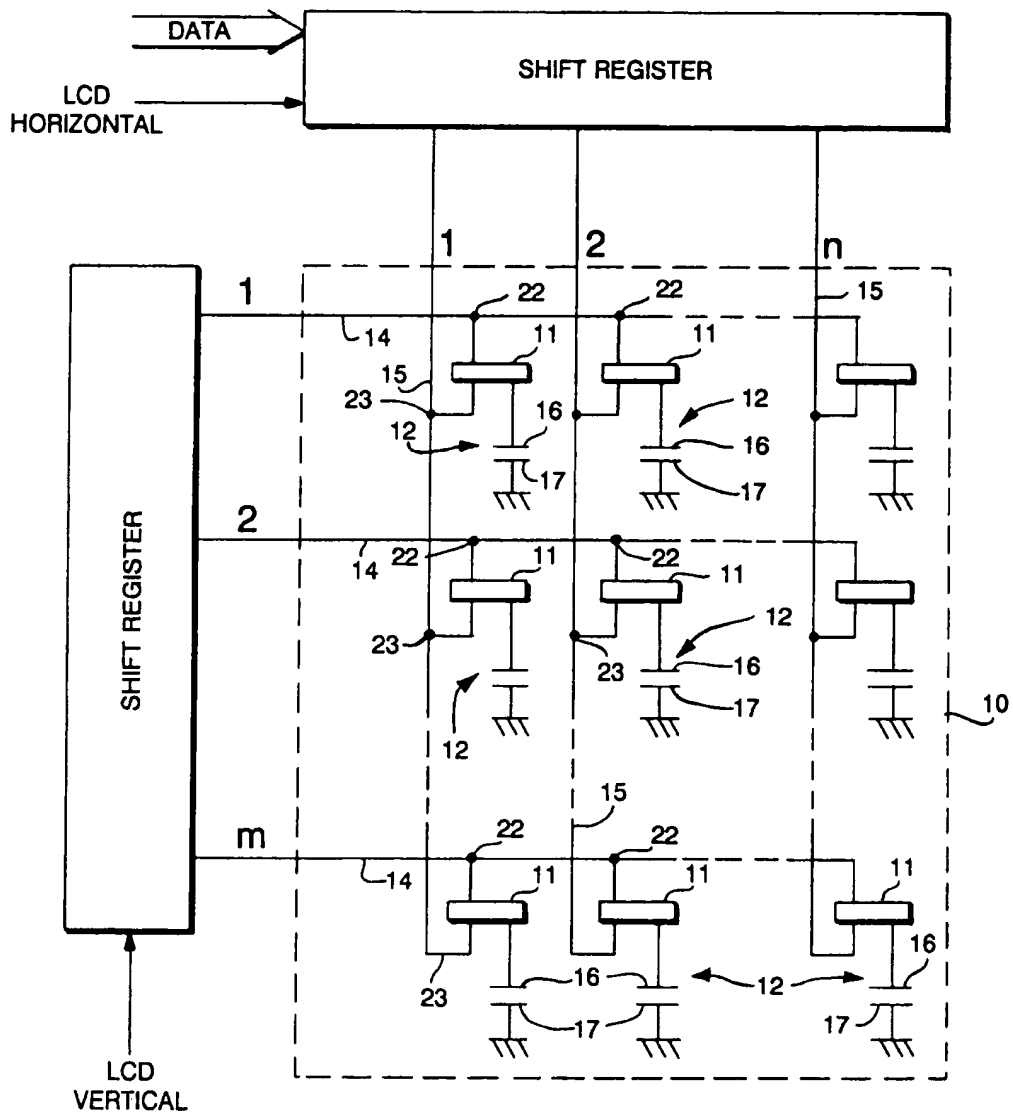 DATA
SHIFT REGISTER
LCD
HORIZONTAL
1 2 n
1 22 22 15
14 11 11
15
23 16 12
12 16
17 17
2
14 22 11 22 11
12
23 23 16
17
12
10
SHIFT REGISTER
15
m 22 22
14 11 11 11
16
23 16 12
17 17
LCD
VERTICAL